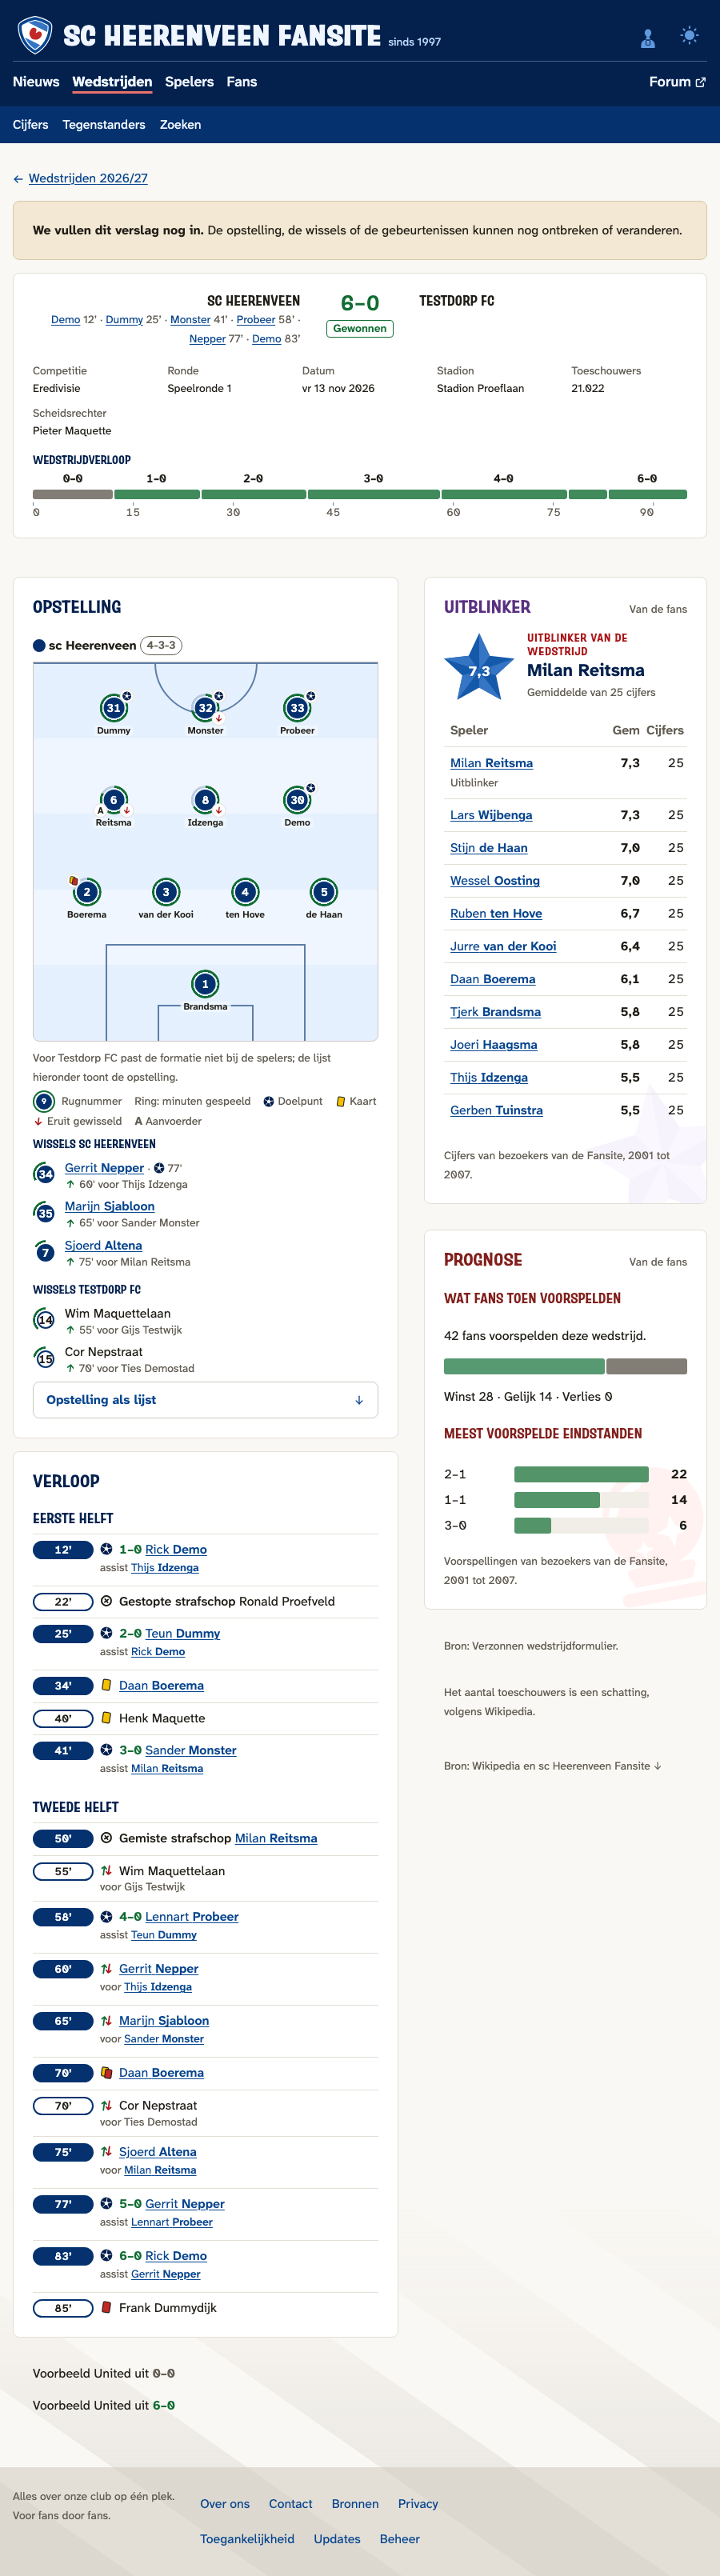 SC HEERENVEEN FANSITE sinds 1997
Nieuws Wedstrijden Spelers Fans Forum
Cijfers Tegenstanders Zoeken
← Wedstrijden 2026/27
We vullen dit verslag nog in. De opstelling, de wissels of de gebeurtenissen kunnen nog ontbreken of veranderen.
SC HEERENVEEN 6–0 TESTDORP FC
Demo 12' · Dummy 25' · Monster 41' · Probeer 58' ·
Nepper 77' · Demo 83'
Gewonnen
Competitie Ronde Datum Stadion Toeschouwers
Eredivisie Speelronde 1 vr 13 nov 2026 Stadion Proeflaan 21.022
Scheidsrechter
Pieter Maquette
WEDSTRIJDVERLOOP
0–0 1–0 2–0 3–0 4–0 6–0
0 15 30 45 60 75 90
OPSTELLING
sc Heerenveen 4-3-3
31 32 33
Dummy Monster Probeer
6 8 30
A
Reitsma Idzenga Demo
2 3 4 5
Boerema van der Kooi ten Hove de Haan
1
Brandsma
Voor Testdorp FC past de formatie niet bij de spelers; de lijst
hieronder toont de opstelling.
9 Rugnummer Ring: minuten gespeeld Doelpunt Kaart
Eruit gewisseld A Aanvoerder
WISSELS SC HEERENVEEN
34 Gerrit Nepper · 77'
↑ 60' voor Thijs Idzenga
35 Marijn Sjabloon
↑ 65' voor Sander Monster
7 Sjoerd Altena
↑ 75' voor Milan Reitsma
WISSELS TESTDORP FC
14 Wim Maquettelaan
↑ 55' voor Gijs Testwijk
15 Cor Nepstraat
↑ 70' voor Ties Demostad
Opstelling als lijst ↓
VERLOOP
EERSTE HELFT
12' 1–0 Rick Demo
assist Thijs Idzenga
22' Gestopte strafschop Ronald Proefveld
25' 2–0 Teun Dummy
assist Rick Demo
34' Daan Boerema
40' Henk Maquette
41' 3–0 Sander Monster
assist Milan Reitsma
TWEEDE HELFT
50' Gemiste strafschop Milan Reitsma
55' Wim Maquettelaan
voor Gijs Testwijk
58' 4–0 Lennart Probeer
assist Teun Dummy
60' Gerrit Nepper
voor Thijs Idzenga
65' Marijn Sjabloon
voor Sander Monster
70' Daan Boerema
70' Cor Nepstraat
voor Ties Demostad
75' Sjoerd Altena
voor Milan Reitsma
77' 5–0 Gerrit Nepper
assist Lennart Probeer
83' 6–0 Rick Demo
assist Gerrit Nepper
85' Frank Dummydijk
Voorbeeld United uit 0–0
Voorbeeld United uit 6–0
UITBLINKER Van de fans
7,3
UITBLINKER VAN DE
WEDSTRIJD
Milan Reitsma
Gemiddelde van 25 cijfers
Speler Gem Cijfers
Milan Reitsma 7,3 25
Uitblinker
Lars Wijbenga 7,3 25
Stijn de Haan 7,0 25
Wessel Oosting 7,0 25
Ruben ten Hove 6,7 25
Jurre van der Kooi 6,4 25
Daan Boerema 6,1 25
Tjerk Brandsma 5,8 25
Joeri Haagsma 5,8 25
Thijs Idzenga 5,5 25
Gerben Tuinstra 5,5 25
Cijfers van bezoekers van de Fansite, 2001 tot
2007.
PROGNOSE Van de fans
WAT FANS TOEN VOORSPELDEN
42 fans voorspelden deze wedstrijd.
Winst 28 · Gelijk 14 · Verlies 0
MEEST VOORSPELDE EINDSTANDEN
2–1 22
1–1 14
3–0 6
Voorspellingen van bezoekers van de Fansite,
2001 tot 2007.
Bron: Verzonnen wedstrijdformulier.
Het aantal toeschouwers is een schatting,
volgens Wikipedia.
Bron: Wikipedia en sc Heerenveen Fansite ↓
Alles over onze club op één plek.
Voor fans door fans.
Over ons Contact Bronnen Privacy
Toegankelijkheid Updates Beheer